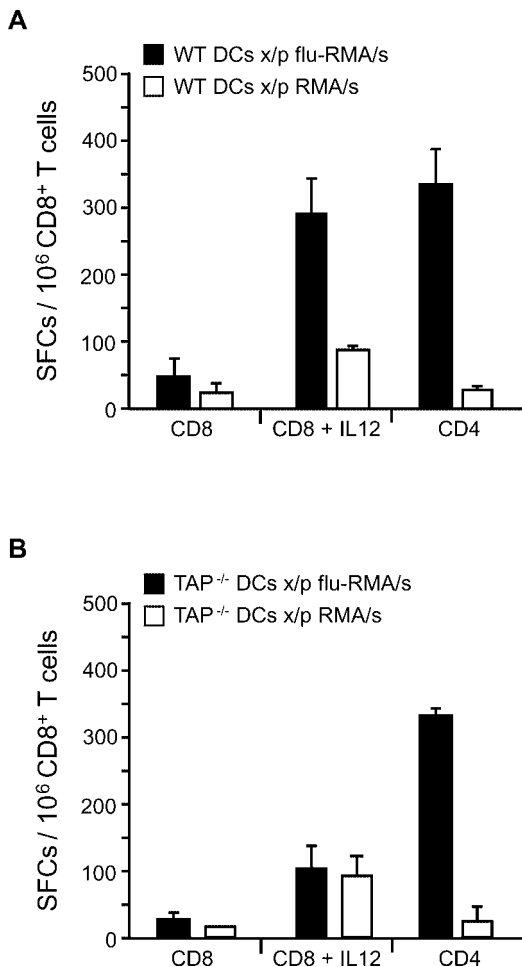 A
WT DCs x/p flu-RMA/s
WT DCs x/p RMA/s
SFCs / 10⁶ CD8⁺ T cells
500
400
300
200
100
0
CD8
CD8 + IL12
CD4
B
TAP⁻/⁻ DCs x/p flu-RMA/s
TAP⁻/⁻ DCs x/p RMA/s
SFCs / 10⁶ CD8⁺ T cells
500
400
300
200
100
0
CD8
CD8 + IL12
CD4